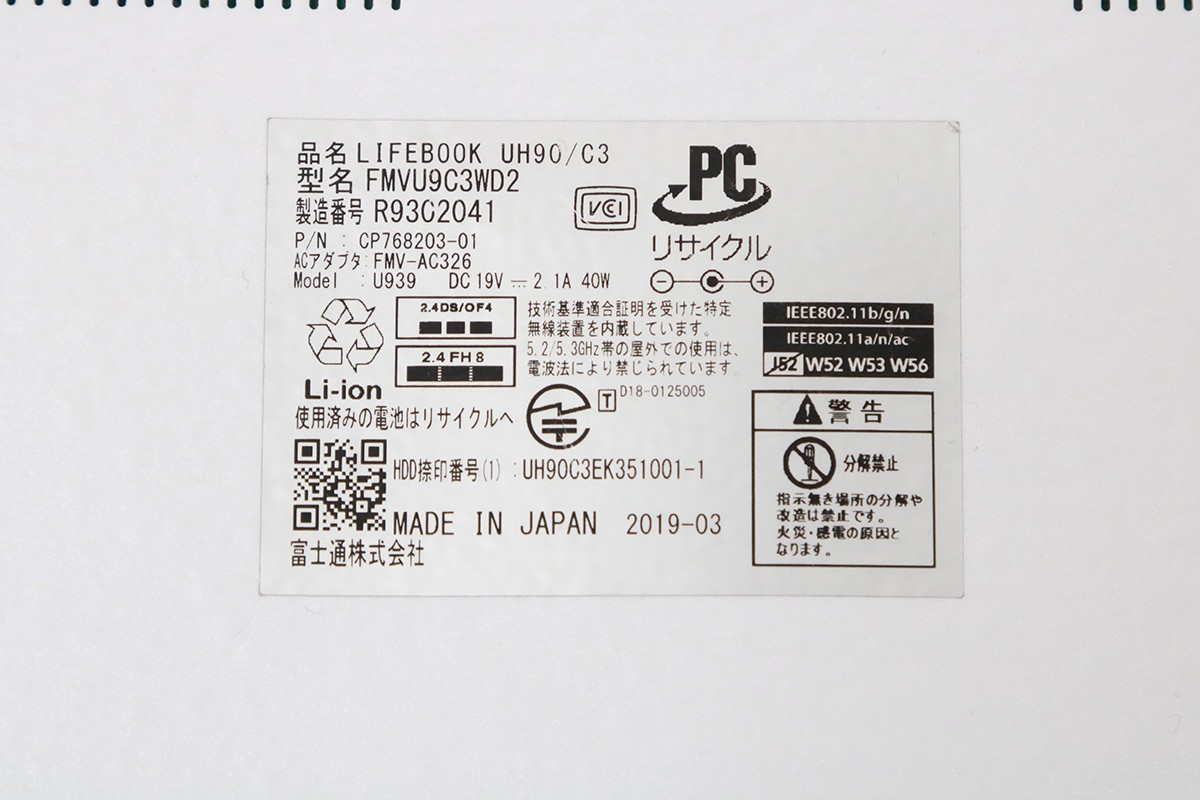 品名 LIFEBOOK UH90/C3
型名 FMVU9C3WD2
製造番号 R93C2041
P/N : CP768203-01
ACアダプタ: FMV-AC326
Model : U939 DC 19V 2.1A 40W
VCI
PC
リサイクル
2.4DS/OF4
2.4FH8
技術基準適合証明を受けた特定
無線装置を内蔵しています。
5.2/5.3GHz帯の屋外での使用は、
電波法により禁じられています。
IEEE802.11b/g/n
IEEE802.11a/n/ac
J52 W52 W53 W56
Li-ion
使用済みの電池はリサイクルへ
T D18-0125005
HDD捺印番号(1) : UH90C3EK351001-1
MADE IN JAPAN 2019-03
富士通株式会社
警告
分解禁止
指示無き場所の分解や
改造は禁止です。
火災・感電の原因と
なります。